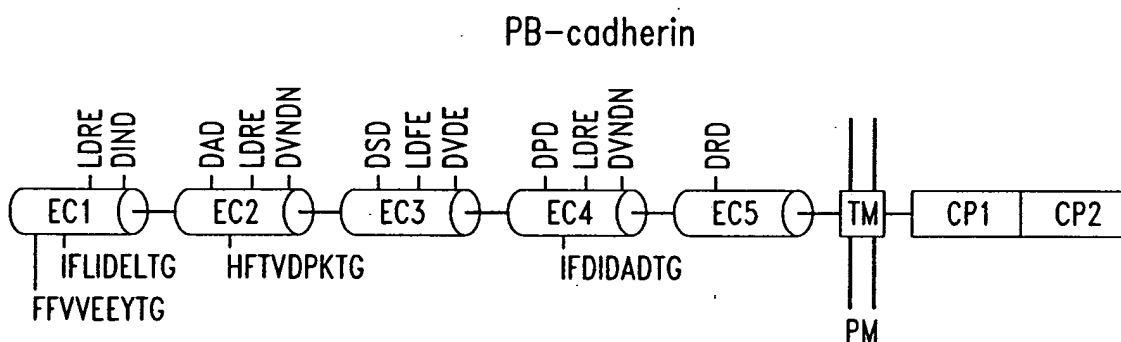 PB-cadherin
LDRE DIND DAD LDRE DVNDN DSD LDFE DVDE DPD LDRE DVNDN DRD
EC1 EC2 EC3 EC4 EC5 TM CP1 CP2
IFLIDELTG HFTVDPKTG IFDIDADTG
FFVVEEYTG
PM